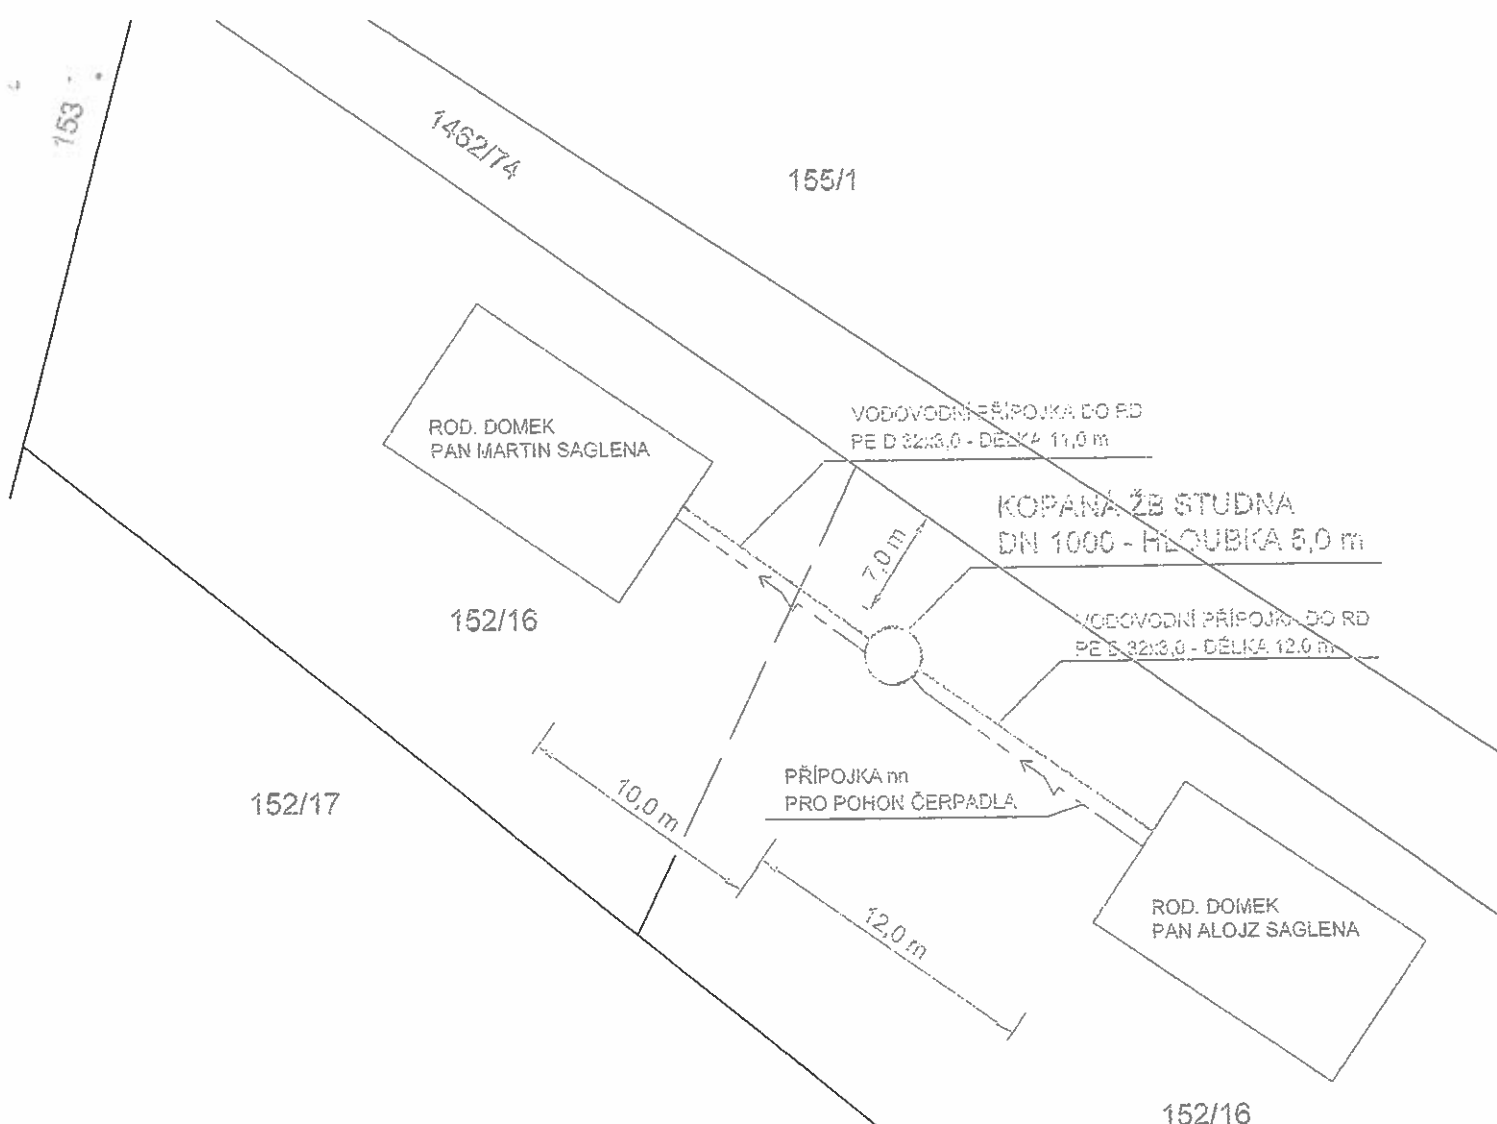 153
1462/74
155/1
ROD. DOMEK
PAN MARTIN SAGLENA
VODOVODNÍ PŘÍPOJKA DO RD
PE D 32x3,0 - DÉLKA 11,0 m
KOPANÁ ŽB STUDNA
DN 1000 - HLOUBKA 5,0 m
7,0 m
152/16
VODOVODNÍ PŘÍPOJKA DO RD
PE D 32x3,0 - DÉLKA 12.0 m
152/17
10,0 m
PŘÍPOJKA nn
PRO POHON ČERPADLA
12,0 m
ROD. DOMEK
PAN ALOJZ SAGLENA
152/16